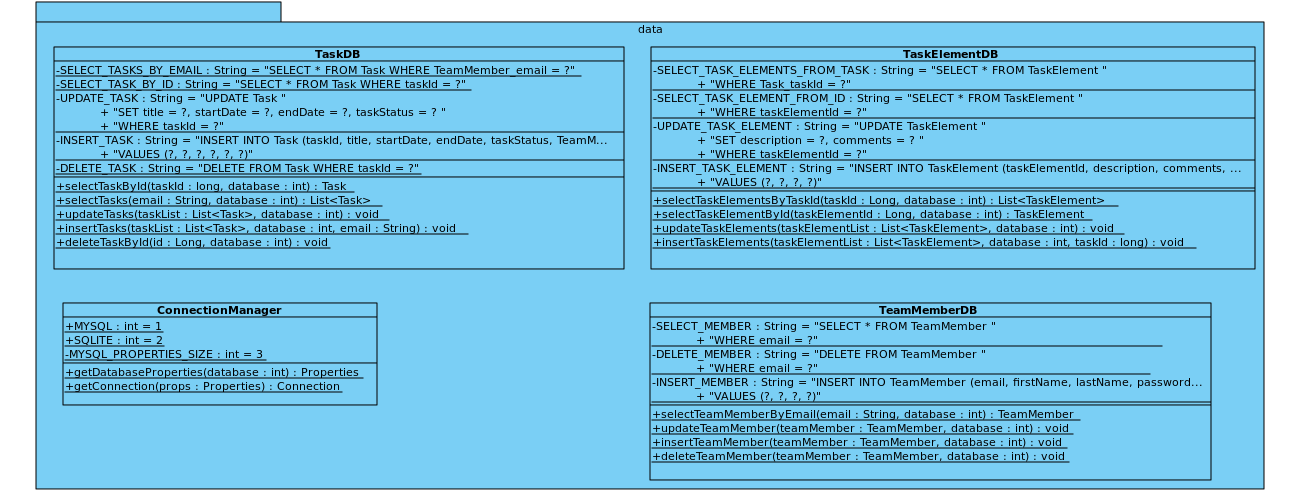 data
TaskDB
-SELECT_TASKS_BY_EMAIL : String = "SELECT * FROM Task WHERE TeamMember_email = ?"
-SELECT_TASK_BY_ID : String = "SELECT * FROM Task WHERE taskId = ?"
-UPDATE_TASK : String = "UPDATE Task "
+ "SET title = ?, startDate = ?, endDate = ?, taskStatus = ? "
+ "WHERE taskId = ?"
-INSERT_TASK : String = "INSERT INTO Task (taskId, title, startDate, endDate, taskStatus, TeamM...
+ "VALUES (?, ?, ?, ?, ?, ?)"
-DELETE_TASK : String = "DELETE FROM Task WHERE taskId = ?"
+selectTaskById(taskId : long, database : int) : Task
+selectTasks(email : String, database : int) : List<Task>
+updateTasks(taskList : List<Task>, database : int) : void
+insertTasks(taskList : List<Task>, database : int, email : String) : void
+deleteTaskById(id : Long, database : int) : void
TaskElementDB
-SELECT_TASK_ELEMENTS_FROM_TASK : String = "SELECT * FROM TaskElement "
+ "WHERE Task_taskId = ?"
-SELECT_TASK_ELEMENT_FROM_ID : String = "SELECT * FROM TaskElement "
+ "WHERE taskElementId = ?"
-UPDATE_TASK_ELEMENT : String = "UPDATE TaskElement "
+ "SET description = ?, comments = ? "
+ "WHERE taskElementId = ?"
-INSERT_TASK_ELEMENT : String = "INSERT INTO TaskElement (taskElementId, description, comments, ...
+ "VALUES (?, ?, ?, ?)"
+selectTaskElementsByTaskId(taskId : Long, database : int) : List<TaskElement>
+selectTaskElementById(taskElementId : Long, database : int) : TaskElement
+updateTaskElements(taskElementList : List<TaskElement>, database : int) : void
+insertTaskElements(taskElementList : List<TaskElement>, database : int, taskId : long) : void
ConnectionManager
+MYSQL : int = 1
+SQLITE : int = 2
-MYSQL_PROPERTIES_SIZE : int = 3
+getDatabaseProperties(database : int) : Properties
+getConnection(props : Properties) : Connection
TeamMemberDB
-SELECT_MEMBER : String = "SELECT * FROM TeamMember "
+ "WHERE email = ?"
-DELETE_MEMBER : String = "DELETE FROM TeamMember "
+ "WHERE email = ?"
-INSERT_MEMBER : String = "INSERT INTO TeamMember (email, firstName, lastName, password...
+ "VALUES (?, ?, ?, ?)"
+selectTeamMemberByEmail(email : String, database : int) : TeamMember
+updateTeamMember(teamMember : TeamMember, database : int) : void
+insertTeamMember(teamMember : TeamMember, database : int) : void
+deleteTeamMember(teamMember : TeamMember, database : int) : void